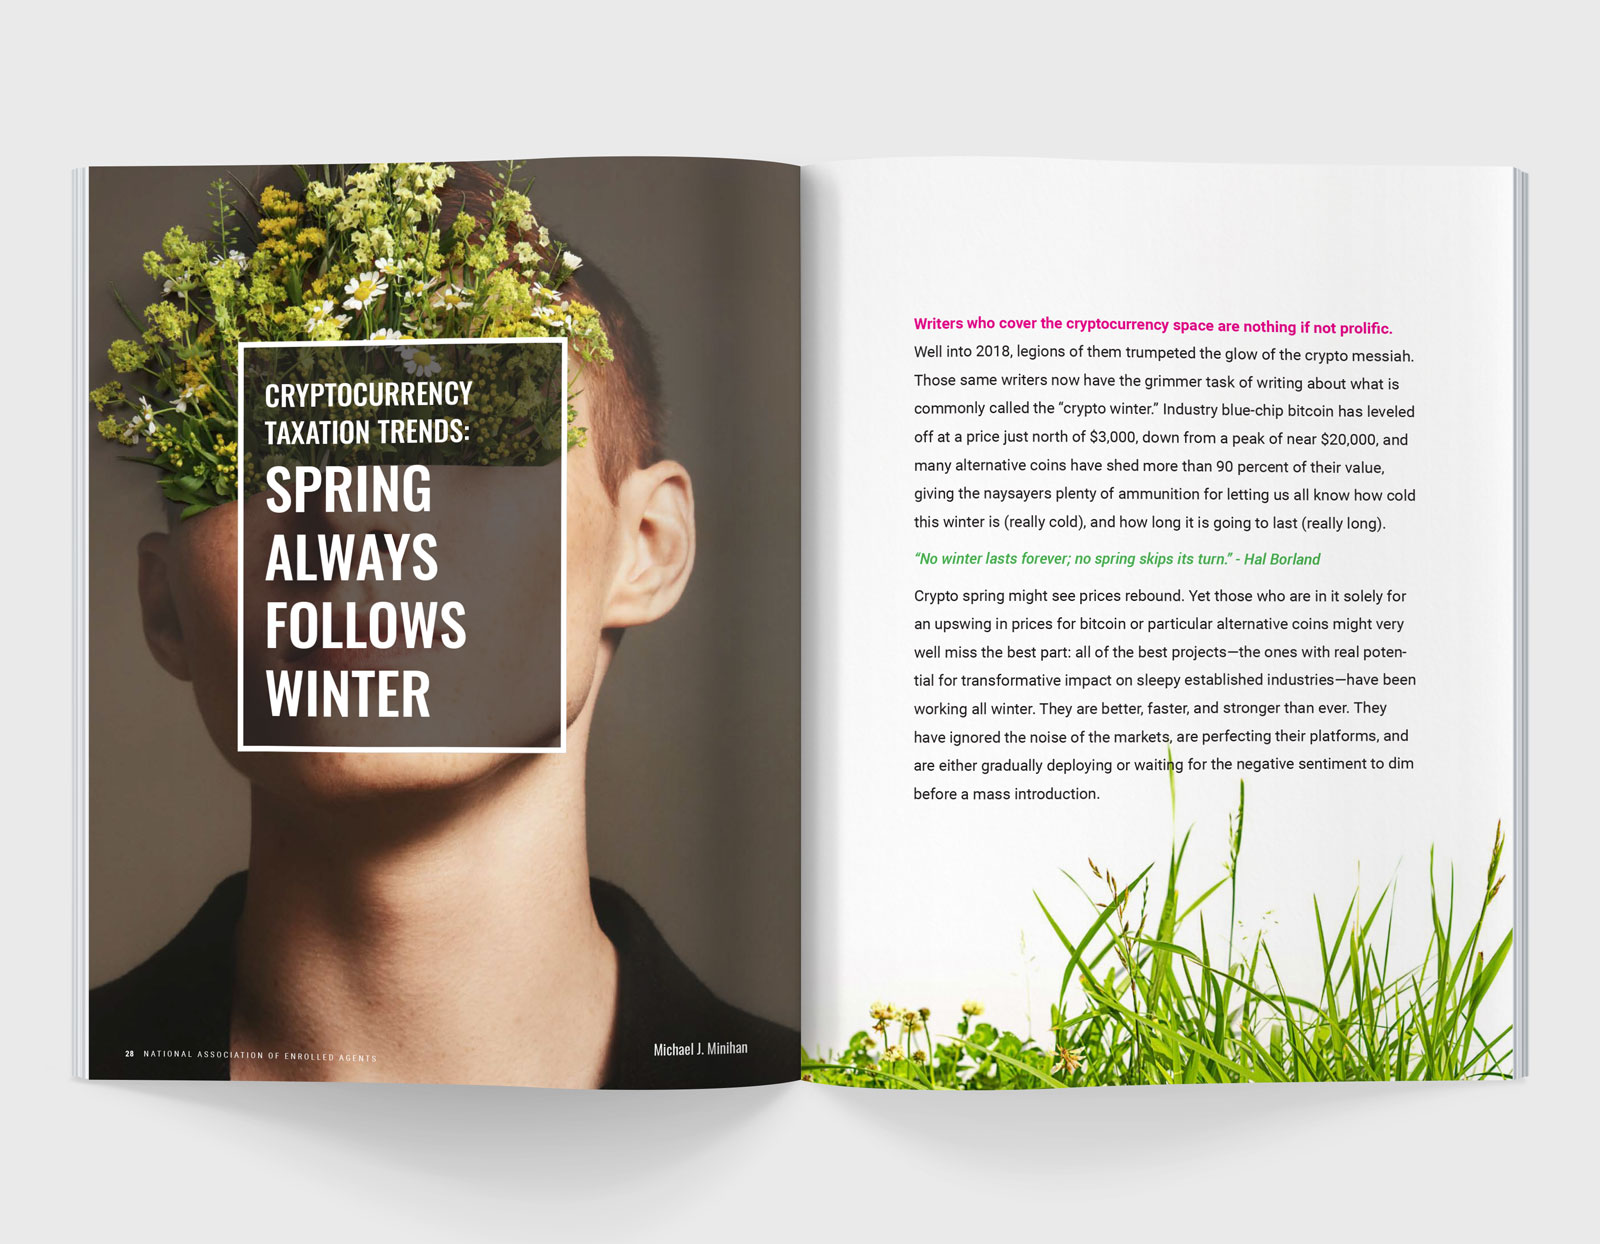 CRYPTOCURRENCY
TAXATION TRENDS:
SPRING
ALWAYS
FOLLOWS
WINTER
28 NATIONAL ASSOCIATION OF ENROLLED AGENTS
Michael J. Minihan
Writers who cover the cryptocurrency space are nothing if not prolific.
Well into 2018, legions of them trumpeted the glow of the crypto messiah.
Those same writers now have the grimmer task of writing about what is
commonly called the “crypto winter.” Industry blue-chip bitcoin has leveled
off at a price just north of $3,000, down from a peak of near $20,000, and
many alternative coins have shed more than 90 percent of their value,
giving the naysayers plenty of ammunition for letting us all know how cold
this winter is (really cold), and how long it is going to last (really long).
“No winter lasts forever; no spring skips its turn.” - Hal Borland
Crypto spring might see prices rebound. Yet those who are in it solely for
an upswing in prices for bitcoin or particular alternative coins might very
well miss the best part: all of the best projects—the ones with real poten-
tial for transformative impact on sleepy established industries—have been
working all winter. They are better, faster, and stronger than ever. They
have ignored the noise of the markets, are perfecting their platforms, and
are either gradually deploying or waiting for the negative sentiment to dim
before a mass introduction.